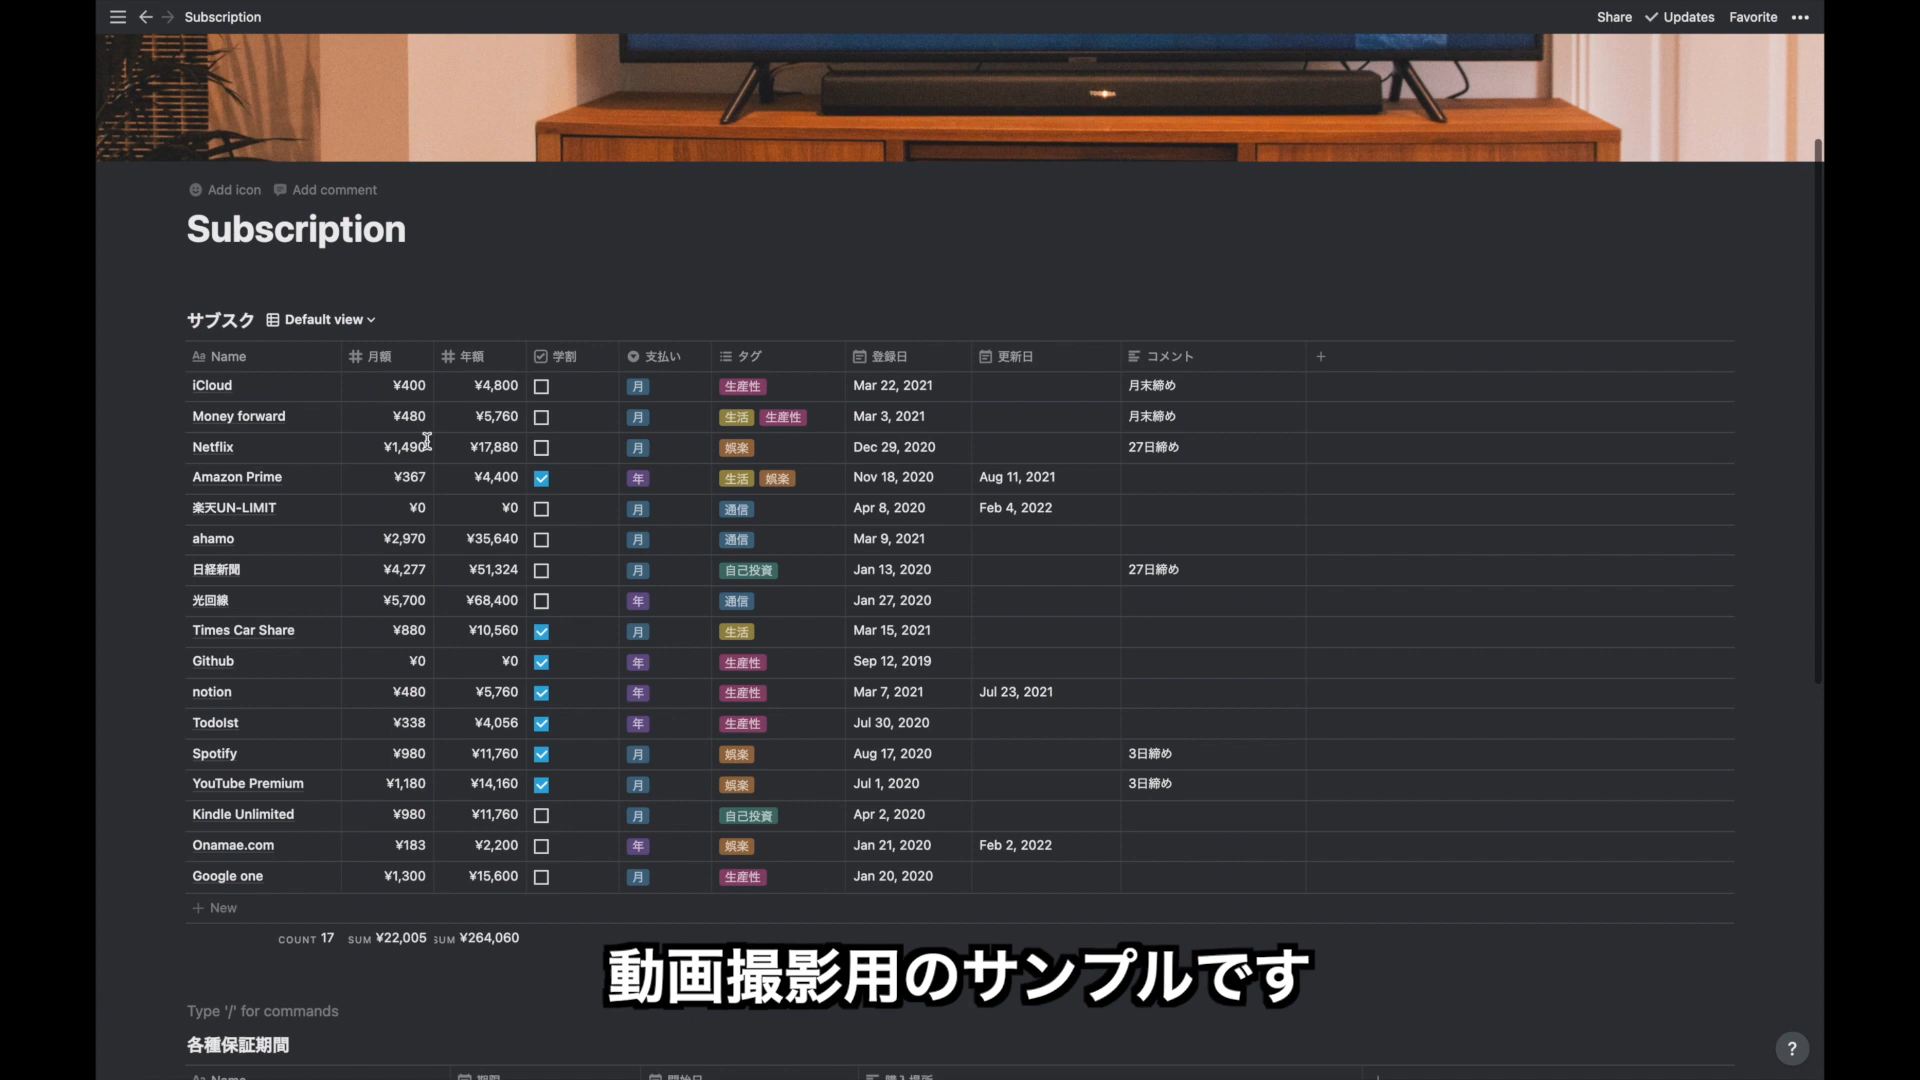 Subscription
Share Updates Favorite
TOSHIBA
Add icon Add comment
Subscription
サブスク Default view
Aa Name 月額 年額 学割 支払い タグ 登録日 更新日 コメント
iCloud ¥400 ¥4,800 月 生産性 Mar 22, 2021 月末締め
Money forward ¥480 ¥5,760 月 生活 生産性 Mar 3, 2021 月末締め
Netflix ¥1,490 ¥17,880 月 娯楽 Dec 29, 2020 27日締め
Amazon Prime ¥367 ¥4,400 年 生活 娯楽 Nov 18, 2020 Aug 11, 2021
楽天UN-LIMIT ¥0 ¥0 月 通信 Apr 8, 2020 Feb 4, 2022
ahamo ¥2,970 ¥35,640 月 通信 Mar 9, 2021
日経新聞 ¥4,277 ¥51,324 月 自己投資 Jan 13, 2020 27日締め
光回線 ¥5,700 ¥68,400 年 通信 Jan 27, 2020
Times Car Share ¥880 ¥10,560 月 生活 Mar 15, 2021
Github ¥0 ¥0 年 生産性 Sep 12, 2019
notion ¥480 ¥5,760 年 生産性 Mar 7, 2021 Jul 23, 2021
TodoIst ¥338 ¥4,056 年 生産性 Jul 30, 2020
Spotify ¥980 ¥11,760 月 娯楽 Aug 17, 2020 3日締め
YouTube Premium ¥1,180 ¥14,160 月 娯楽 Jul 1, 2020 3日締め
Kindle Unlimited ¥980 ¥11,760 月 自己投資 Apr 2, 2020
Onamae.com ¥183 ¥2,200 年 娯楽 Jan 21, 2020 Feb 2, 2022
Google one ¥1,300 ¥15,600 月 生産性 Jan 20, 2020
+ New
COUNT 17 SUM ¥22,005 SUM ¥264,060
動画撮影用のサンプルです
Type '/' for commands
各種保証期間
?
Aa Name 期限 開始日 購入場所